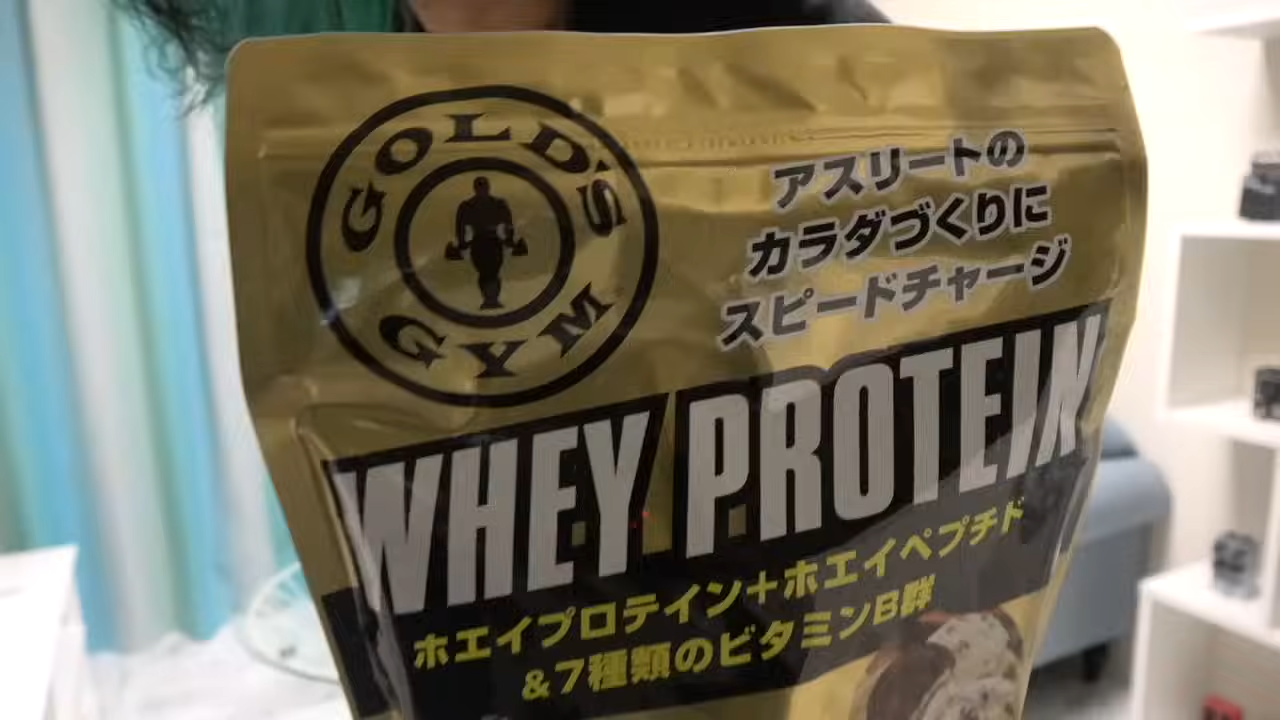 GOLD'S GYM
アスリートの
カラダづくりに
スピードチャージ
WHEY PROTEIN
ホエイプロテイン+ホエイペプチド
&7種類のビタミンB群